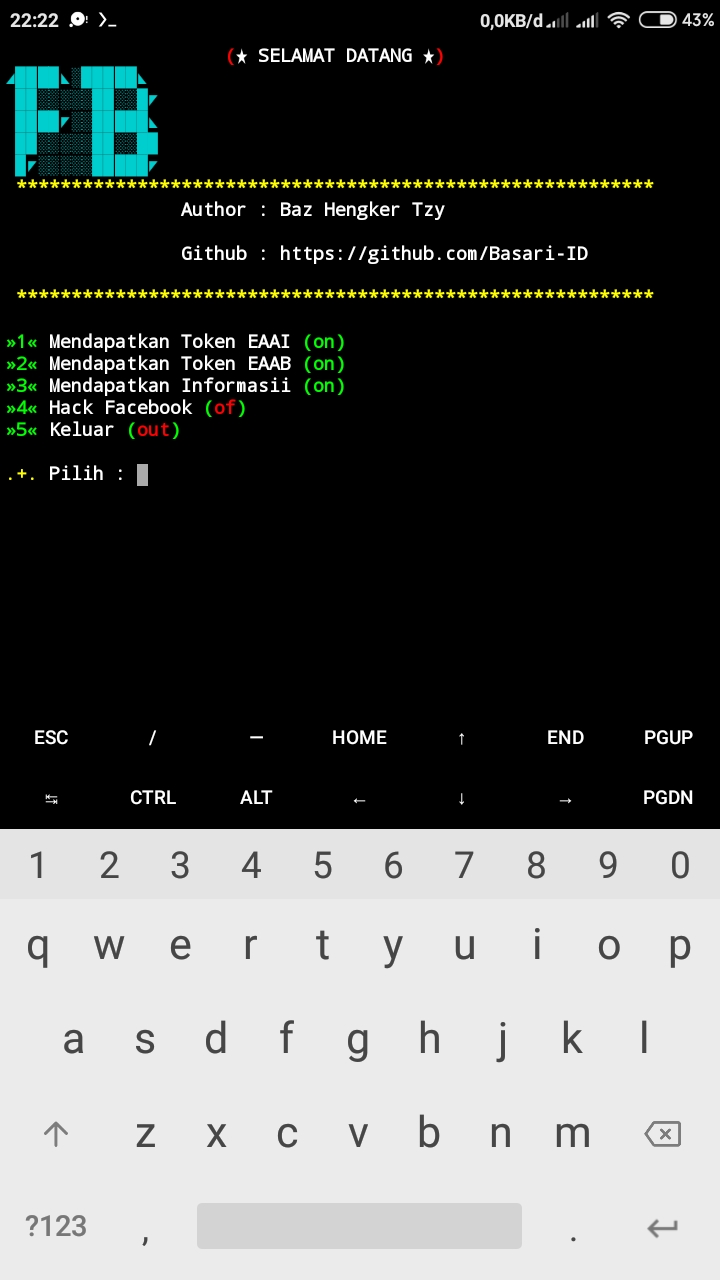 22:22 0,0KB/d 43%
(★ SELAMAT DATANG ★)
FB
**********************************************************
Author : Baz Hengker Tzy
Github : https://github.com/Basari-ID
**********************************************************
»1« Mendapatkan Token EAAI (on)
»2« Mendapatkan Token EAAB (on)
»3« Mendapatkan Informasii (on)
»4« Hack Facebook (of)
»5« Keluar (out)
.+. Pilih :
ESC / — HOME ↑ END PGUP
↹ CTRL ALT ← ↓ → PGDN
1 2 3 4 5 6 7 8 9 0
q w e r t y u i o p
a s d f g h j k l
z x c v b n m
?123 , .